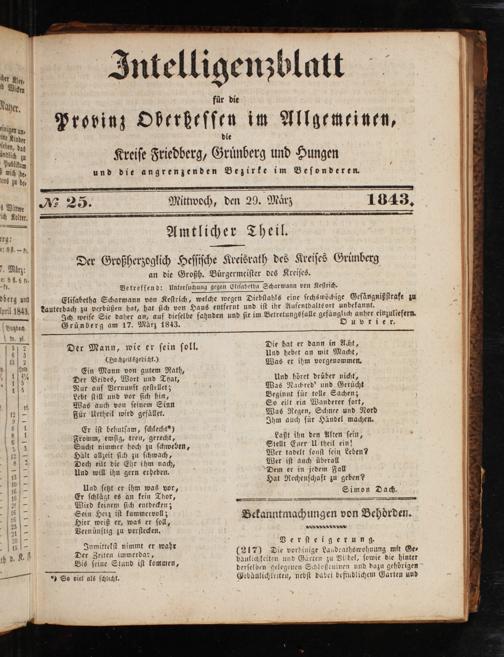 Intelligenzblatt
für die
Provinz Oberhessen im Allgemeinen,
die
Kreise Friedberg, Grünberg und Hungen
und die angrenzenden Bezirke im Besonderen.
№ 25. Mittwoch, den 29. März 1843.
Amtlicher Theil.
Der Großherzoglich Hessische Kreisrath des Kreises Grünberg
an die Großh. Bürgermeister des Kreises.
Betreffend: Untersuchung gegen Elisabetha Scharmann von Kestrich.
Elisabetha Scharmann von Kestrich, welche wegen Diebstahls eine sechswöchige Gefängnißstrafe zu
Lauterbach zu verbüßen hat, hat sich von Haus entfernt und ist ihr Aufenthaltsort unbekannt.
Ich weise Sie daher an, auf dieselbe fahnden und sie im Betretungsfalle gefänglich anher einzuliefern.
Grünberg am 17. März 1843. Ouvrier.
Der Mann, wie er sein soll.
(Hochzeitsgedicht.)
Ein Mann von gutem Rath,
Der Beides, Wort und That,
Nur auf Vernunft gestellet;
Lebt still und vor sich hin,
Was auch von seinem Sinn
Für Urtheil wird gefället.
Er ist behutsam, schlecht*)
Fromm, emsig, treu, gerecht,
Sucht nimmer hoch zu schweben,
Hält allzeit sich zu schmach,
Doch eilt die Ehr ihm nach,
Und will ihn gern erheben.
Und setzt er ihm was vor,
Er schlägt es an kein Thor,
Wird keinem sich entdecken;
Sein Herz ist kummervoll;
Hier weiß er, was er soll,
Vernünftig zu verstecken.
Inmittelst nimmt er wahr
Der Zeiten immerdar;
Bis seine Stand ist kommen,
*) So viel als schlicht.
Die hat er dann in Acht,
Und hebet an mit Macht,
Was er ihm vorgenommen.
Und höret drüber nicht,
Was Nachred' und Gerücht
Beginnt für tolle Sachen;
So eilt ein Wanderer fort,
Was Regen, Schnee und Nord
Ihm auch für Händel machen.
Laßt ihn den Alten sein,
Stellt Euer Urtheil ein!
Wer tadelt sonst sein Leben?
Wer ist auch überall
Dem er in jedem Fall
Hat Rechenschaft zu geben?
Simon Dach.
Bekanntmachungen von Behörden.
Versteigerung.
(217) Die vorhinige Landrathswohnung mit Ge-
bäulichkeiten und Gärten zu Vilbel, sowie die hinter
derselben gelegenen Schloßruinen und dazu gehörigen
Gebäulichkeiten, nebst dabei befindlichem Garten und